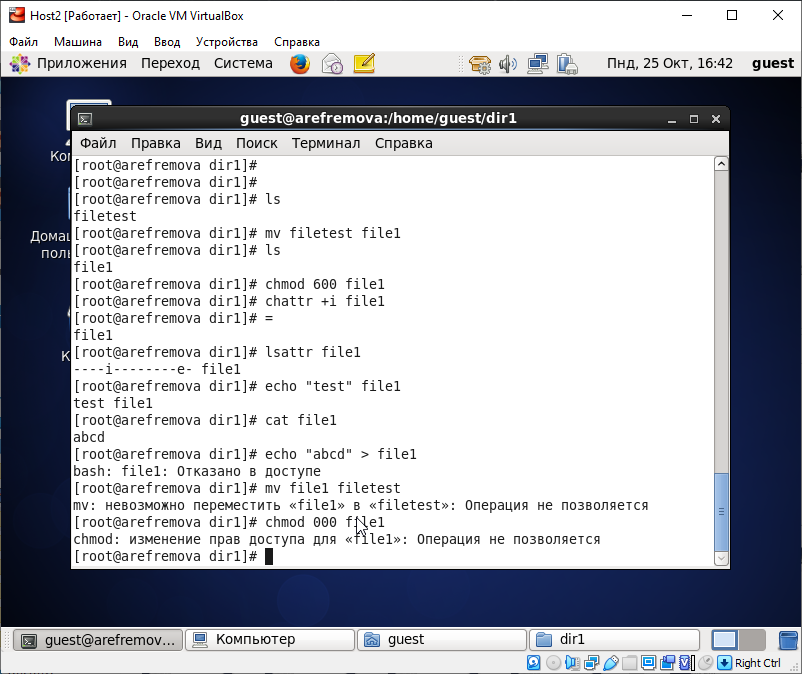 Host2 [Работает] - Oracle VM VirtualBox
Файл Машина Вид Ввод Устройства Справка
Приложения Переход Система Пнд, 25 Окт, 16:42 guest
guest@arefremova:/home/guest/dir1
Файл Правка Вид Поиск Терминал Справка
[root@arefremova dir1]#
[root@arefremova dir1]#
[root@arefremova dir1]# ls
filetest
[root@arefremova dir1]# mv filetest file1
[root@arefremova dir1]# ls
file1
[root@arefremova dir1]# chmod 600 file1
[root@arefremova dir1]# chattr +i file1
[root@arefremova dir1]# =
file1
[root@arefremova dir1]# lsattr file1
----i--------e- file1
[root@arefremova dir1]# echo "test" file1
test file1
[root@arefremova dir1]# cat file1
abcd
[root@arefremova dir1]# echo "abcd" > file1
bash: file1: Отказано в доступе
[root@arefremova dir1]# mv file1 filetest
mv: невозможно переместить «file1» в «filetest»: Операция не позволяется
[root@arefremova dir1]# chmod 000 file1
chmod: изменение прав доступа для «file1»: Операция не позволяется
[root@arefremova dir1]#
guest@arefremov... Компьютер guest dir1
Right Ctrl